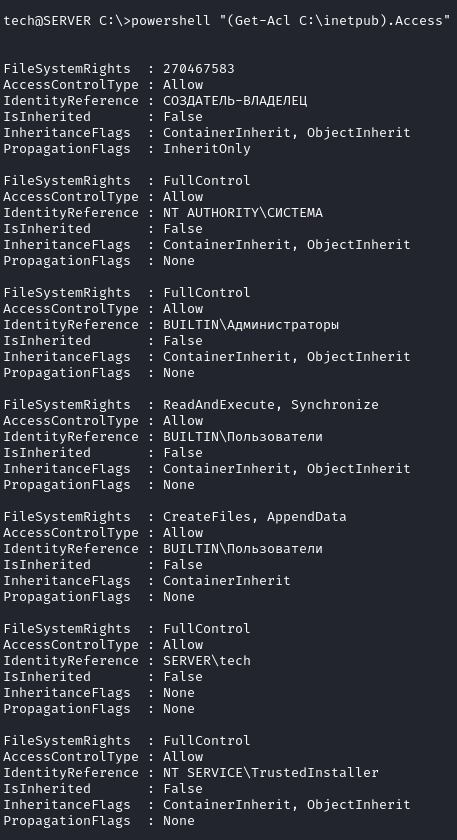 tech@SERVER C:\>powershell "(Get-Acl C:\inetpub).Access"
FileSystemRights  : 270467583
AccessControlType : Allow
IdentityReference : СОЗДАТЕЛЬ-ВЛАДЕЛЕЦ
IsInherited       : False
InheritanceFlags  : ContainerInherit, ObjectInherit
PropagationFlags  : InheritOnly
FileSystemRights  : FullControl
AccessControlType : Allow
IdentityReference : NT AUTHORITY\СИСТЕМА
IsInherited       : False
InheritanceFlags  : ContainerInherit, ObjectInherit
PropagationFlags  : None
FileSystemRights  : FullControl
AccessControlType : Allow
IdentityReference : BUILTIN\Администраторы
IsInherited       : False
InheritanceFlags  : ContainerInherit, ObjectInherit
PropagationFlags  : None
FileSystemRights  : ReadAndExecute, Synchronize
AccessControlType : Allow
IdentityReference : BUILTIN\Пользователи
IsInherited       : False
InheritanceFlags  : ContainerInherit, ObjectInherit
PropagationFlags  : None
FileSystemRights  : CreateFiles, AppendData
AccessControlType : Allow
IdentityReference : BUILTIN\Пользователи
IsInherited       : False
InheritanceFlags  : ContainerInherit
PropagationFlags  : None
FileSystemRights  : FullControl
AccessControlType : Allow
IdentityReference : SERVER\tech
IsInherited       : False
InheritanceFlags  : None
PropagationFlags  : None
FileSystemRights  : FullControl
AccessControlType : Allow
IdentityReference : NT SERVICE\TrustedInstaller
IsInherited       : False
InheritanceFlags  : ContainerInherit, ObjectInherit
PropagationFlags  : None